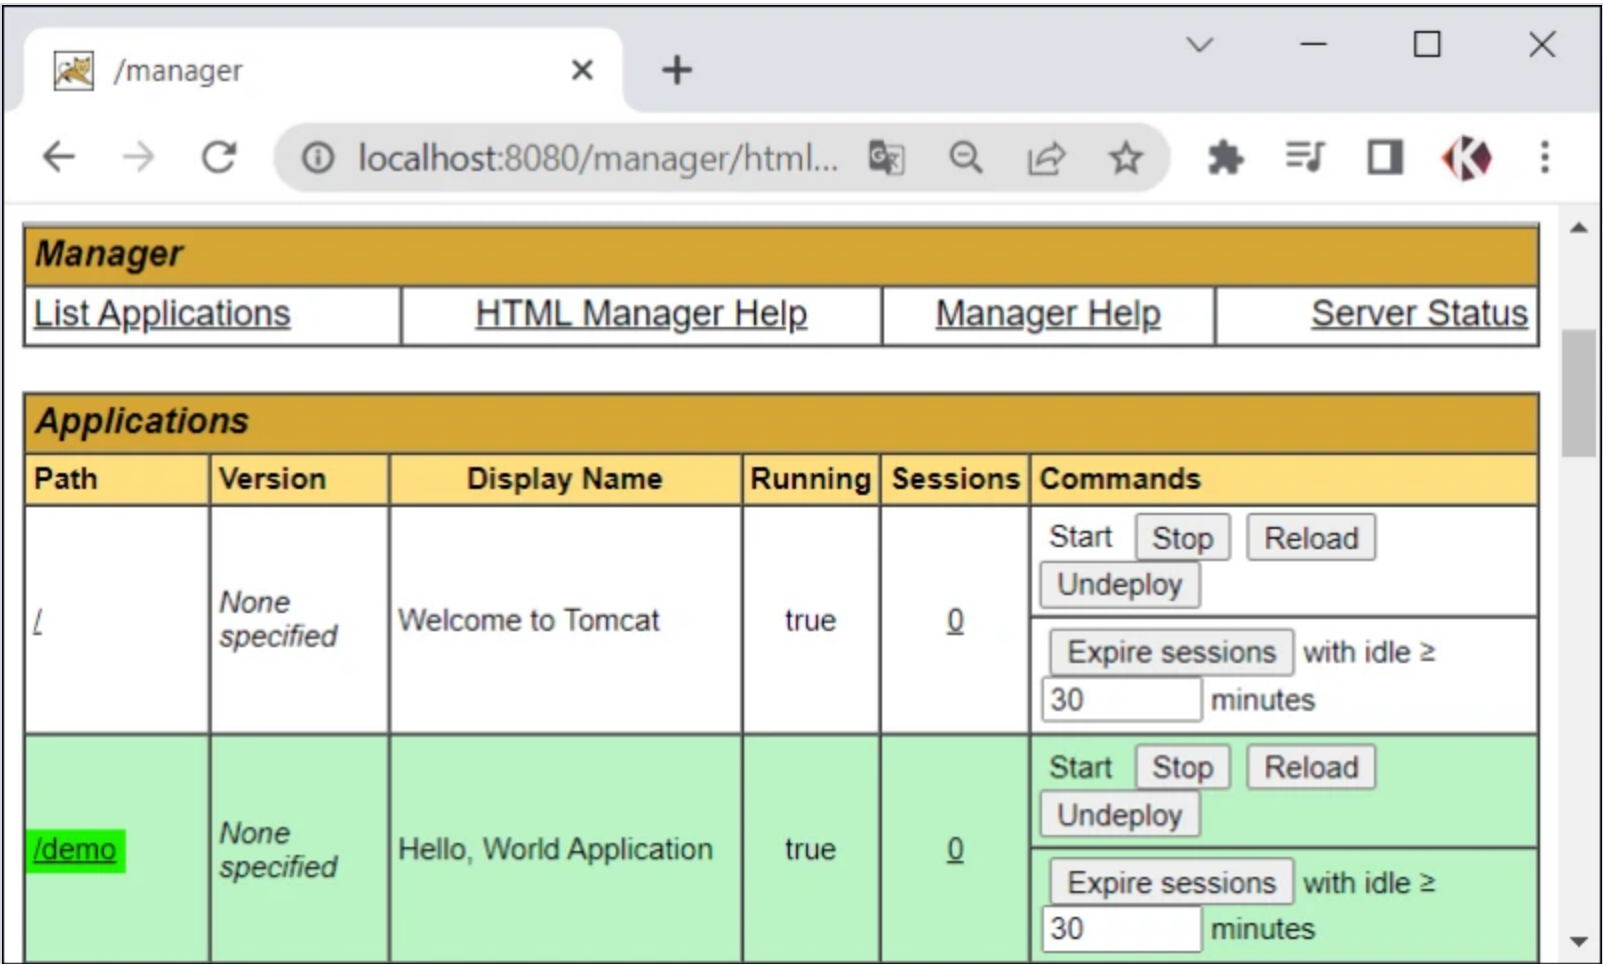 /manager
localhost:8080/manager/html...
Manager
List Applications HTML Manager Help Manager Help Server Status
Applications
Path Version Display Name Running Sessions Commands
/ None specified Welcome to Tomcat true 0 Start Stop Reload
Undeploy
Expire sessions with idle ≥
30 minutes
/demo None specified Hello, World Application true 0 Start Stop Reload
Undeploy
Expire sessions with idle ≥
30 minutes